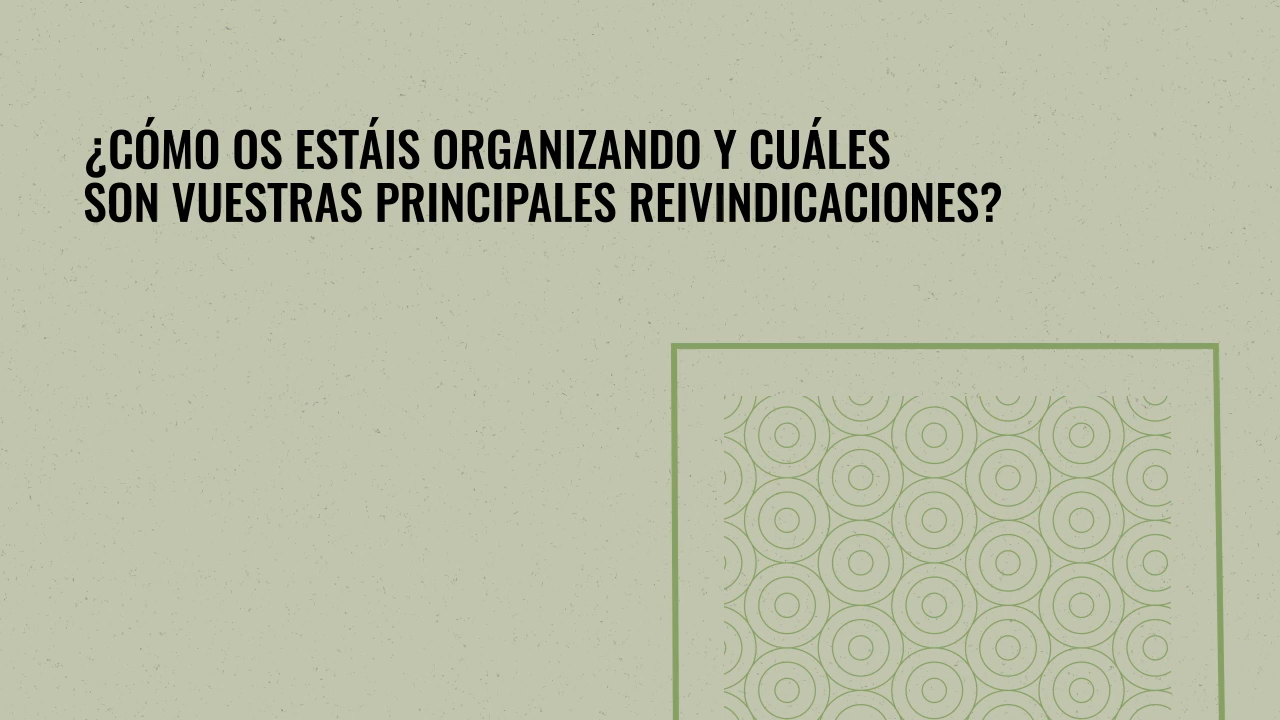 ¿CÓMO OS ESTÁIS ORGANIZANDO Y CUÁLES
SON VUESTRAS PRINCIPALES REIVINDICACIONES?